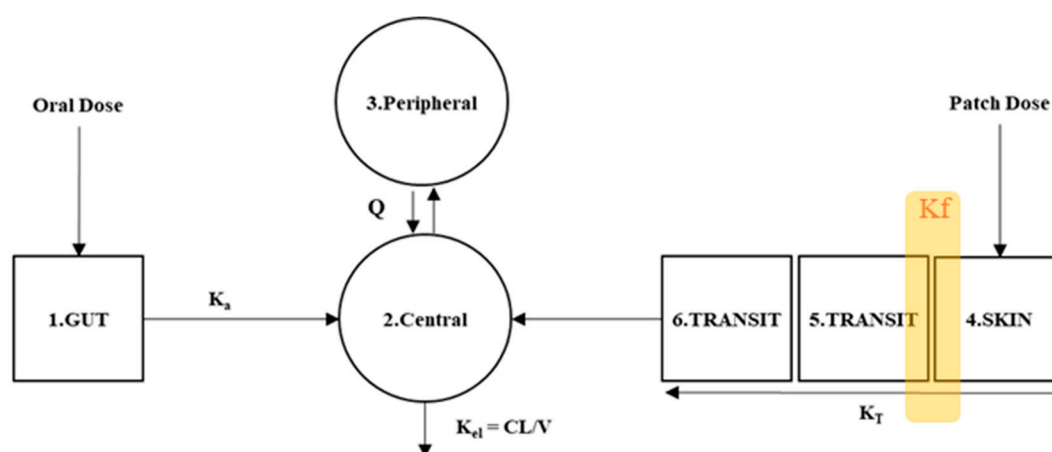 3.Peripheral
Oral Dose
Patch Dose
Kf
Q
Ka
1.GUT
2.Central
6.TRANSIT
5.TRANSIT
4.SKIN
KT
Kel = CL/V